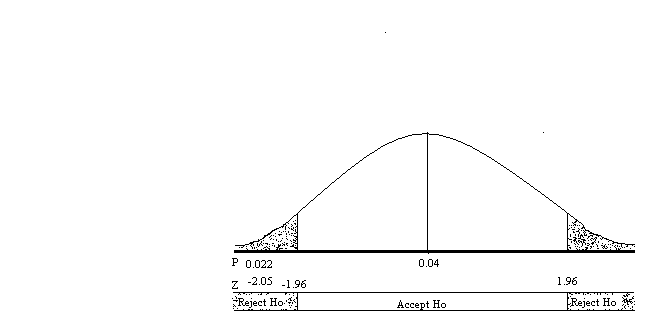 P 0.022 0.04
Z -2.05 -1.96 1.96
Reject Ho Accept Ho Reject Ho